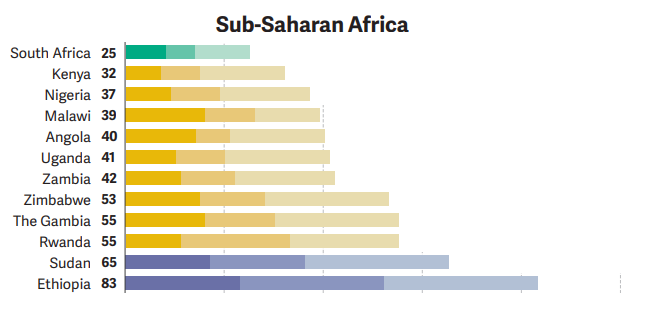 Sub-Saharan Africa
South Africa 25
Kenya 32
Nigeria 37
Malawi 39
Angola 40
Uganda 41
Zambia 42
Zimbabwe 53
The Gambia 55
Rwanda 55
Sudan 65
Ethiopia 83